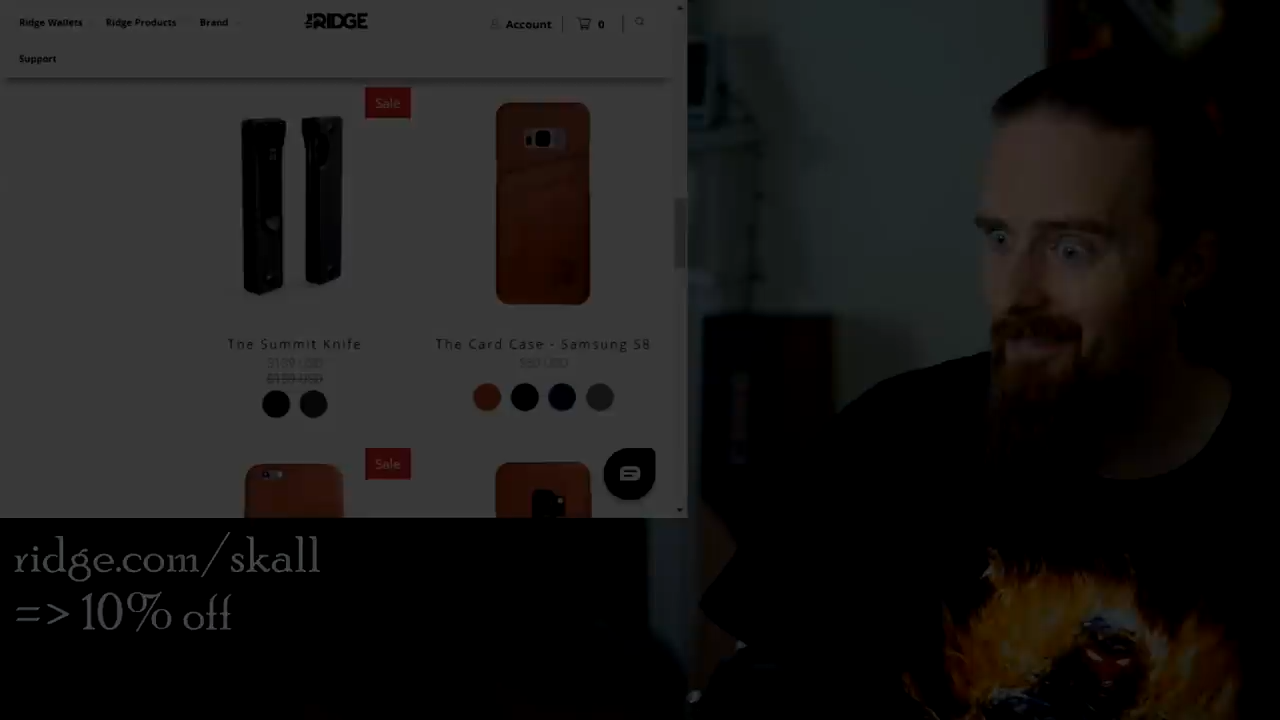 Ridge Wallets Ridge Products Brand THE RIDGE Account 0
Support
Sale
The Summit Knife The Card Case - Samsung S8
Sale
ridge.com/skall
=> 10% off